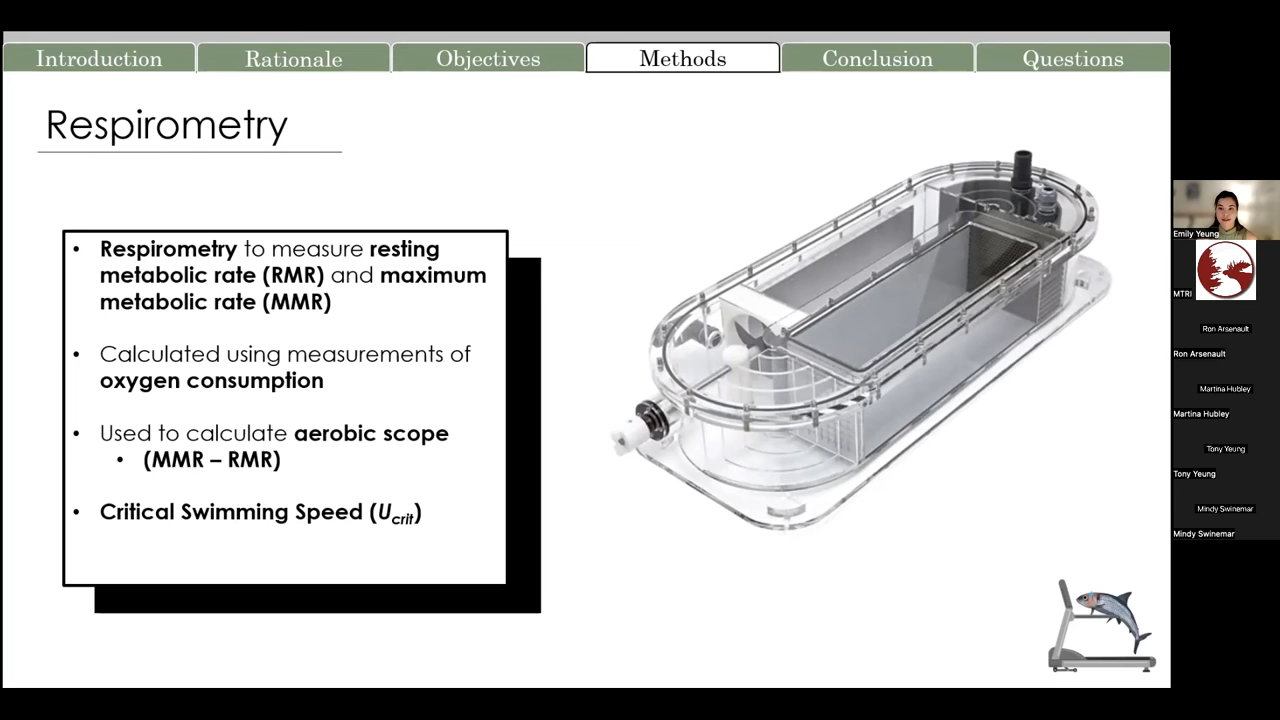 Introduction
Rationale
Objectives
Methods
Conclusion
Questions
Respirometry
• Respirometry to measure resting
metabolic rate (RMR) and maximum
metabolic rate (MMR)
• Calculated using measurements of
oxygen consumption
• Used to calculate aerobic scope
• (MMR – RMR)
• Critical Swimming Speed (Ucrit)
Emily Yeung
MTRI
Ron Arsenault
Ron Arsenault
Martina Hubley
Martina Hubley
Tony Yeung
Tony Yeung
Mindy Swinemar
Mindy Swinemar